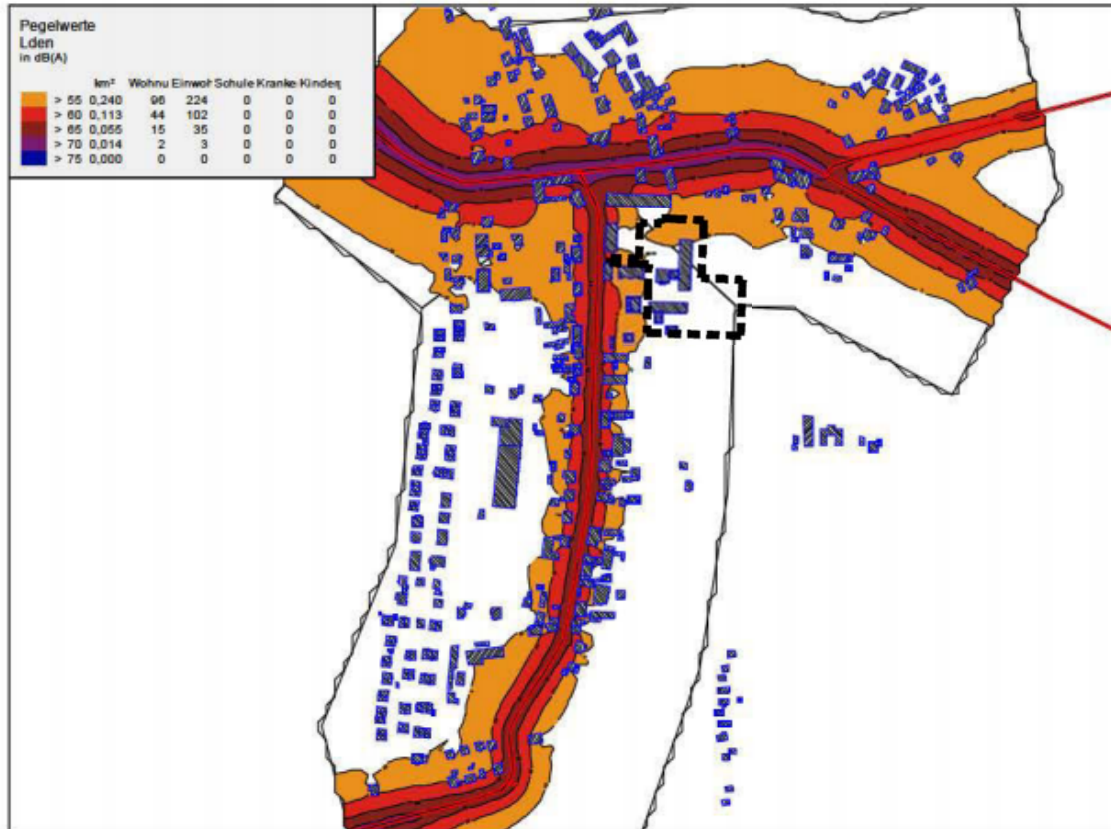 Pegelwerte
Lden
in dB(A)
km² Wohnu Einwoh Schule Kranke Kinderg
> 55 0,240 96 224 0 0 0
> 60 0,113 44 102 0 0 0
> 65 0,055 15 35 0 0 0
> 70 0,014 2 3 0 0 0
> 75 0,000 0 0 0 0 0